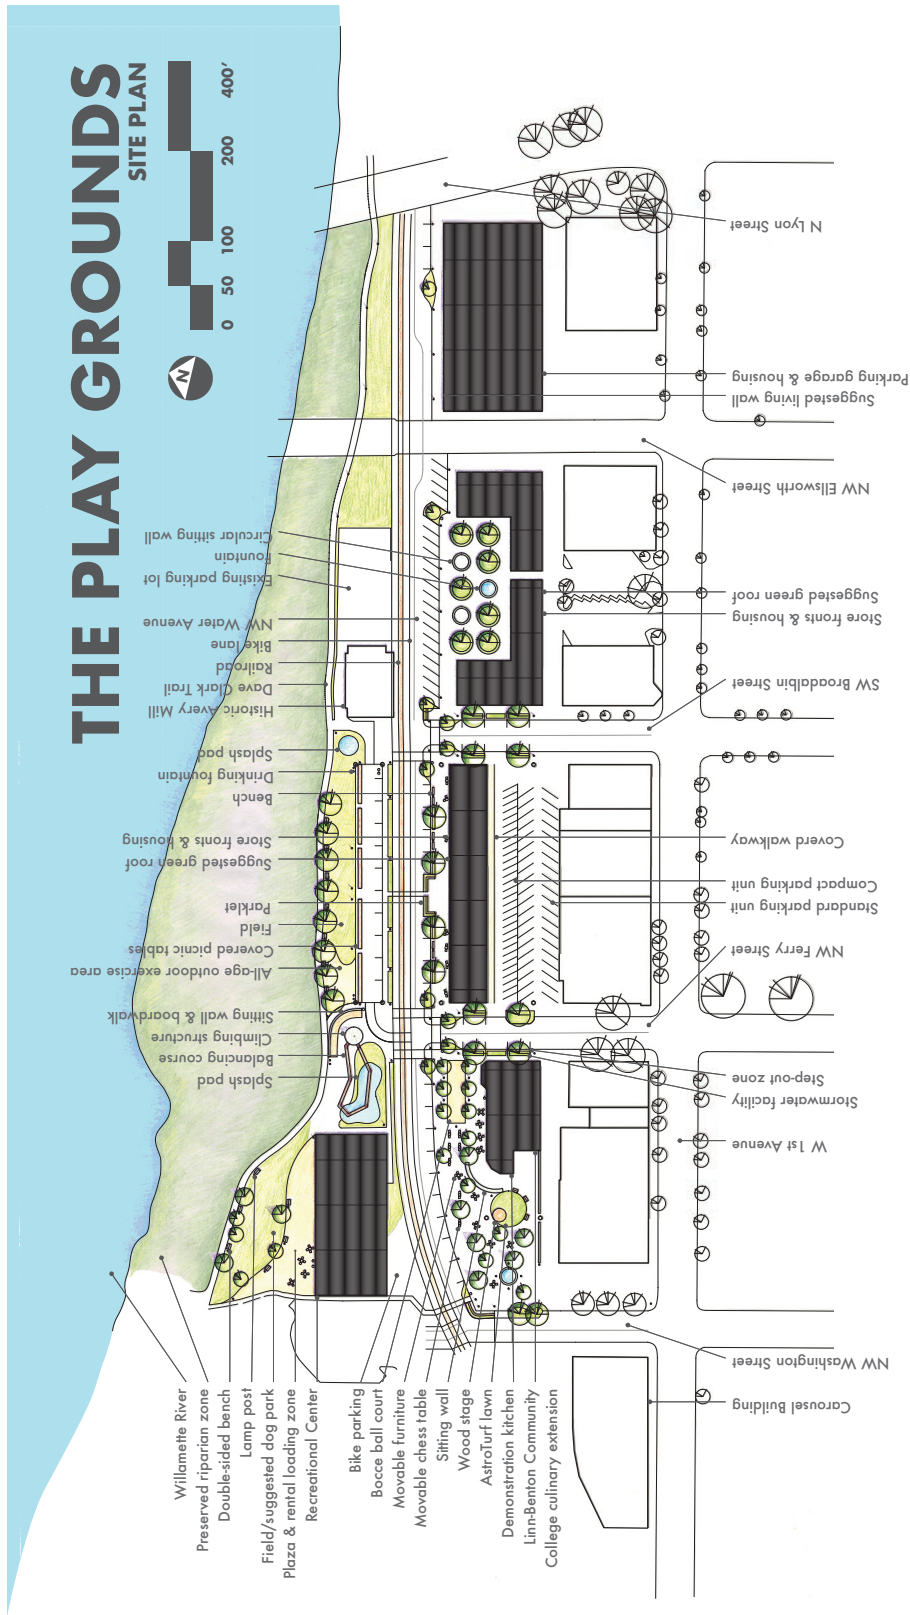 THE PLAY GROUNDS
SITE PLAN
0 50 100 200 400'
N
Circular sitting wall
Fountain
Existing parking lot
NW Water Avenue
Bike lane
Railroad
Dave Clark Trail
Historic Avery Mill
Splash pad
Drinking fountain
Bench
Store fronts & housing
Suggested green roof
Parklet
Field
Covered picnic tables
All-age outdoor exercise area
Sitting wall & boardwalk
Climbing structure
Balancing course
Splash pad
N Lyon Street
Parking garage & housing
Suggested living wall
NW Ellsworth Street
Suggested green roof
Store fronts & housing
SW Broadalbin Street
Coverd walkway
Compact parking unit
Standard parking unit
NW Ferry Street
Step-out zone
Stormwater facility
W 1st Avenue
NW Washington Street
Carousel Building
Willamette River
Preserved riparian zone
Double-sided bench
Lamp post
Field/suggested dog park
Plaza & rental loading zone
Recreational Center
Bike parking
Bocce ball court
Movable furniture
Movable chess table
Sitting wall
Wood stage
AstroTurf lawn
Demonstration kitchen
Linn-Benton Community
College culinary extension